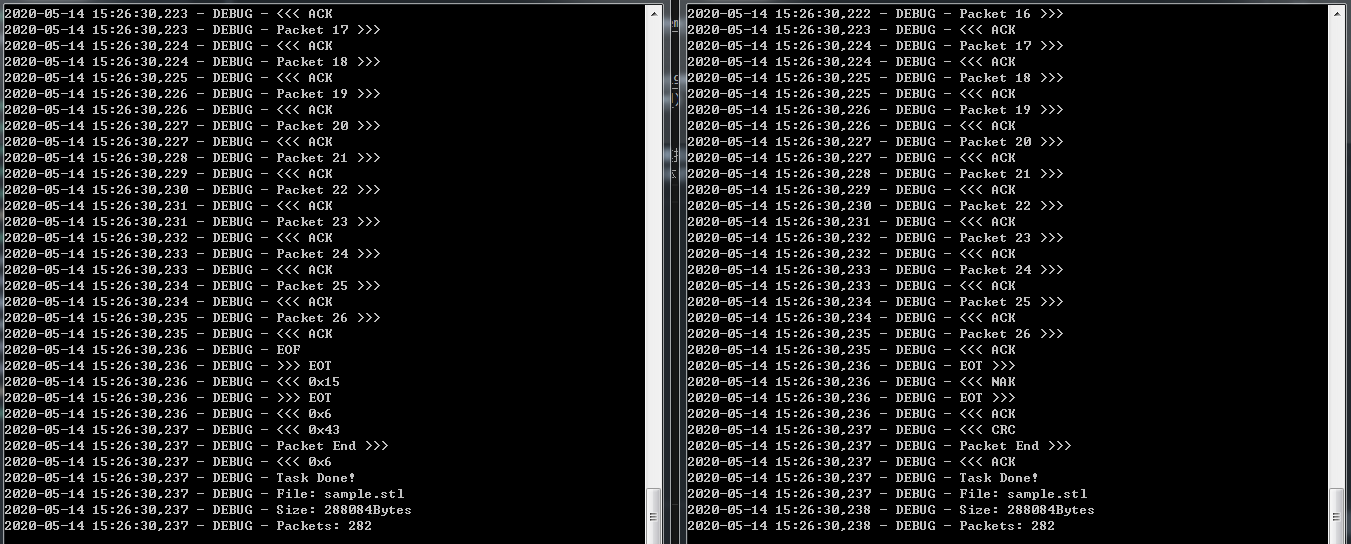 2020-05-14 15:26:30,223 - DEBUG - <<< ACK
2020-05-14 15:26:30,223 - DEBUG - Packet 17 >>>
2020-05-14 15:26:30,224 - DEBUG - <<< ACK
2020-05-14 15:26:30,224 - DEBUG - Packet 18 >>>
2020-05-14 15:26:30,225 - DEBUG - <<< ACK
2020-05-14 15:26:30,226 - DEBUG - Packet 19 >>>
2020-05-14 15:26:30,226 - DEBUG - <<< ACK
2020-05-14 15:26:30,227 - DEBUG - Packet 20 >>>
2020-05-14 15:26:30,227 - DEBUG - <<< ACK
2020-05-14 15:26:30,228 - DEBUG - Packet 21 >>>
2020-05-14 15:26:30,229 - DEBUG - <<< ACK
2020-05-14 15:26:30,230 - DEBUG - Packet 22 >>>
2020-05-14 15:26:30,231 - DEBUG - <<< ACK
2020-05-14 15:26:30,231 - DEBUG - Packet 23 >>>
2020-05-14 15:26:30,232 - DEBUG - <<< ACK
2020-05-14 15:26:30,233 - DEBUG - Packet 24 >>>
2020-05-14 15:26:30,233 - DEBUG - <<< ACK
2020-05-14 15:26:30,234 - DEBUG - Packet 25 >>>
2020-05-14 15:26:30,234 - DEBUG - <<< ACK
2020-05-14 15:26:30,235 - DEBUG - Packet 26 >>>
2020-05-14 15:26:30,235 - DEBUG - <<< ACK
2020-05-14 15:26:30,236 - DEBUG - EOF
2020-05-14 15:26:30,236 - DEBUG - >>> EOT
2020-05-14 15:26:30,236 - DEBUG - <<< 0x15
2020-05-14 15:26:30,236 - DEBUG - >>> EOT
2020-05-14 15:26:30,236 - DEBUG - <<< 0x6
2020-05-14 15:26:30,237 - DEBUG - <<< 0x43
2020-05-14 15:26:30,237 - DEBUG - Packet End >>>
2020-05-14 15:26:30,237 - DEBUG - <<< 0x6
2020-05-14 15:26:30,237 - DEBUG - Task Done!
2020-05-14 15:26:30,237 - DEBUG - File: sample.stl
2020-05-14 15:26:30,237 - DEBUG - Size: 288084Bytes
2020-05-14 15:26:30,237 - DEBUG - Packets: 282
2020-05-14 15:26:30,222 - DEBUG - Packet 16 >>>
2020-05-14 15:26:30,223 - DEBUG - <<< ACK
2020-05-14 15:26:30,224 - DEBUG - Packet 17 >>>
2020-05-14 15:26:30,224 - DEBUG - <<< ACK
2020-05-14 15:26:30,225 - DEBUG - Packet 18 >>>
2020-05-14 15:26:30,225 - DEBUG - <<< ACK
2020-05-14 15:26:30,226 - DEBUG - Packet 19 >>>
2020-05-14 15:26:30,226 - DEBUG - <<< ACK
2020-05-14 15:26:30,227 - DEBUG - Packet 20 >>>
2020-05-14 15:26:30,227 - DEBUG - <<< ACK
2020-05-14 15:26:30,228 - DEBUG - Packet 21 >>>
2020-05-14 15:26:30,229 - DEBUG - <<< ACK
2020-05-14 15:26:30,230 - DEBUG - Packet 22 >>>
2020-05-14 15:26:30,231 - DEBUG - <<< ACK
2020-05-14 15:26:30,232 - DEBUG - Packet 23 >>>
2020-05-14 15:26:30,232 - DEBUG - <<< ACK
2020-05-14 15:26:30,233 - DEBUG - Packet 24 >>>
2020-05-14 15:26:30,233 - DEBUG - <<< ACK
2020-05-14 15:26:30,234 - DEBUG - Packet 25 >>>
2020-05-14 15:26:30,234 - DEBUG - <<< ACK
2020-05-14 15:26:30,235 - DEBUG - Packet 26 >>>
2020-05-14 15:26:30,235 - DEBUG - <<< ACK
2020-05-14 15:26:30,236 - DEBUG - EOT >>>
2020-05-14 15:26:30,236 - DEBUG - <<< NAK
2020-05-14 15:26:30,236 - DEBUG - EOT >>>
2020-05-14 15:26:30,236 - DEBUG - <<< ACK
2020-05-14 15:26:30,237 - DEBUG - <<< CRC
2020-05-14 15:26:30,237 - DEBUG - Packet End >>>
2020-05-14 15:26:30,237 - DEBUG - <<< ACK
2020-05-14 15:26:30,237 - DEBUG - Task Done!
2020-05-14 15:26:30,237 - DEBUG - File: sample.stl
2020-05-14 15:26:30,238 - DEBUG - Size: 288084Bytes
2020-05-14 15:26:30,238 - DEBUG - Packets: 282